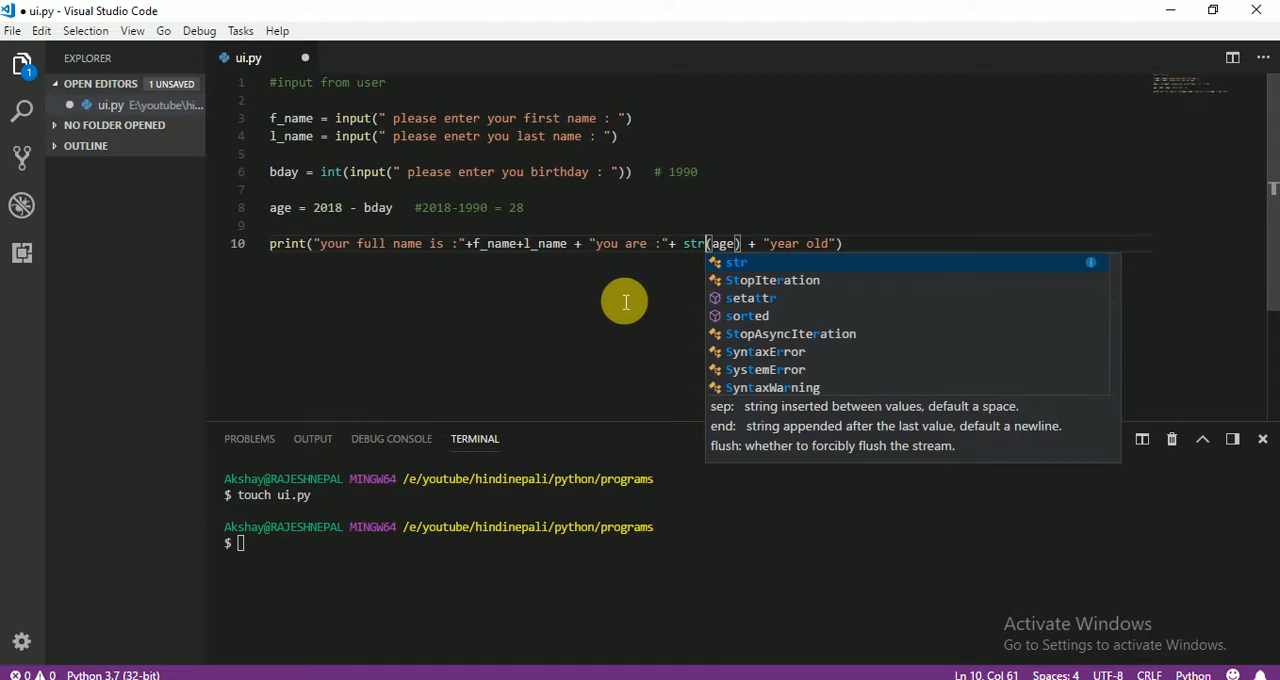 ● ui.py - Visual Studio Code
File Edit Selection View Go Debug Tasks Help
EXPLORER
OPEN EDITORS 1 UNSAVED
● ui.py E:\youtube\hi...
NO FOLDER OPENED
OUTLINE
1
ui.py ●
1 #input from user
2
3 f_name = input(" please enter your first name : ")
4 l_name = input(" please enetr you last name : ")
5
6 bday = int(input(" please enter you birthday : ")) # 1990
7
8 age = 2018 - bday #2018-1990 = 28
9
10 print("your full name is :"+f_name+l_name + "you are :"+ str(age) + "year old")
str
StopIteration
setattr
sorted
StopAsyncIteration
SyntaxError
SystemError
SyntaxWarning
sep: string inserted between values, default a space.
end: string appended after the last value, default a newline.
flush: whether to forcibly flush the stream.
PROBLEMS OUTPUT DEBUG CONSOLE TERMINAL
Akshay@RAJESHNEPAL MINGW64 /e/youtube/hindinepali/python/programs
$ touch ui.py
Akshay@RAJESHNEPAL MINGW64 /e/youtube/hindinepali/python/programs
$
Activate Windows
Go to Settings to activate Windows.
0 0 Python 3.7 (32-bit) Ln 10, Col 61 Spaces: 4 UTF-8 CRLF Python